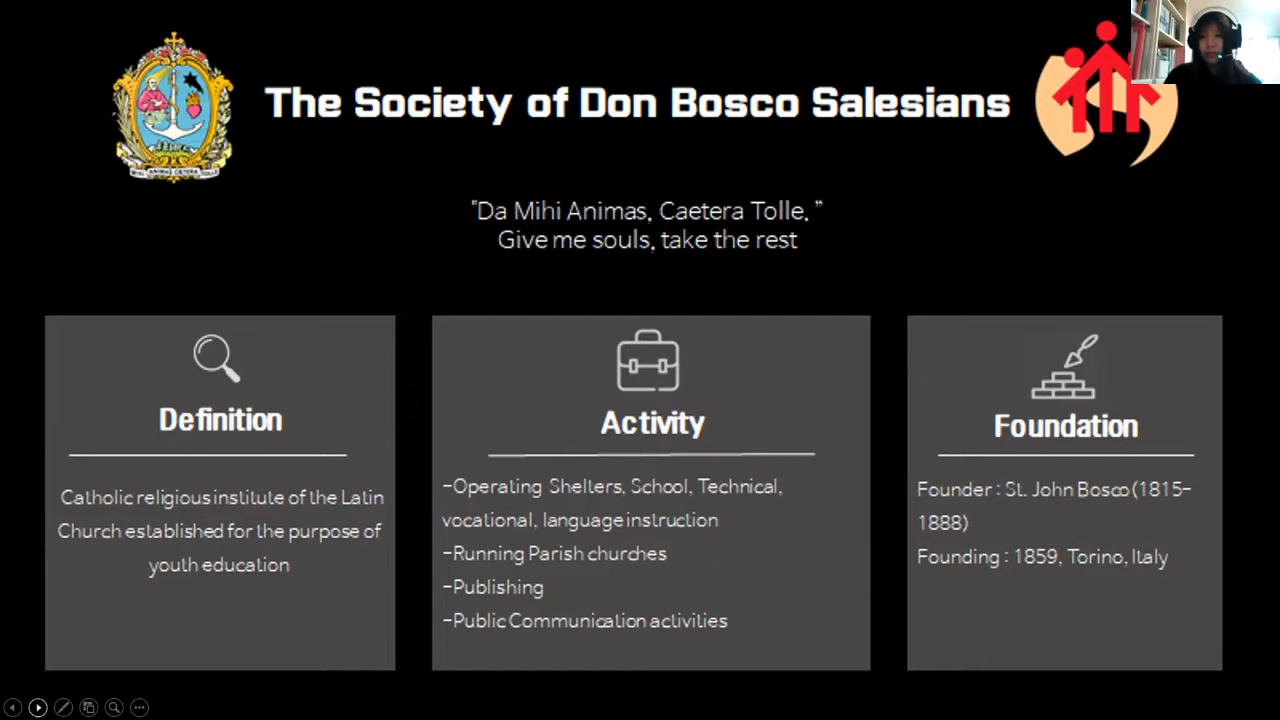 The Society of Don Bosco Salesians
"Da Mihi Animas, Caetera Tolle, "
Give me souls, take the rest
Definition
Catholic religious institute of the Latin
Church established for the purpose of
youth education
Activity
-Operating Shelters, School, Technical,
vocational, language instruction
-Running Parish churches
-Publishing
-Public Communication activities
Foundation
Founder : St. John Bosco(1815-
1888)
Founding : 1859, Torino, Italy
ANIMAS CAETERA TOLLE